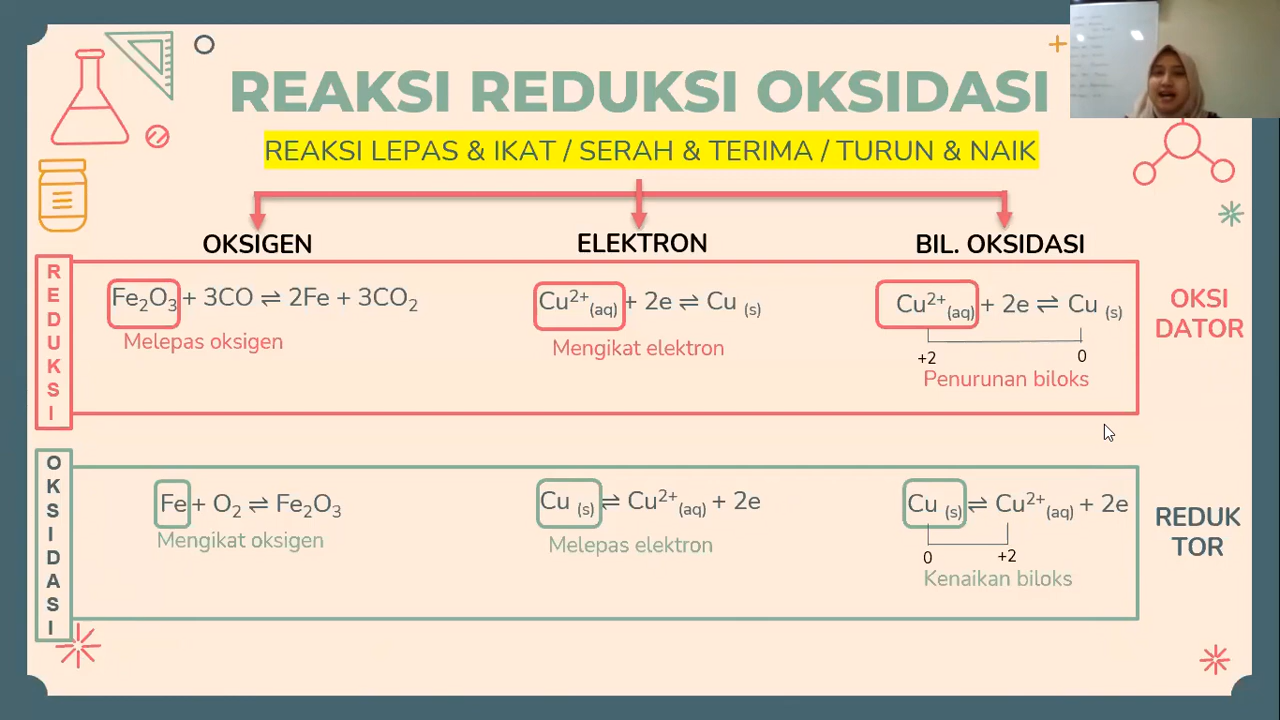 REAKSI REDUKSI OKSIDASI
REAKSI LEPAS & IKAT / SERAH & TERIMA / TURUN & NAIK
OKSIGEN
ELEKTRON
BIL. OKSIDASI
REDUKSI
Fe₂O₃ + 3CO ⇌ 2Fe + 3CO₂
Melepas oksigen
Cu²⁺₍aq₎ + 2e ⇌ Cu ₍s₎
Mengikat elektron
Cu²⁺₍aq₎ + 2e ⇌ Cu ₍s₎
+2
0
Penurunan biloks
OKSI
DATOR
OKSIDASI
Fe + O₂ ⇌ Fe₂O₃
Mengikat oksigen
Cu ₍s₎ ⇌ Cu²⁺₍aq₎ + 2e
Melepas elektron
Cu ₍s₎ ⇌ Cu²⁺₍aq₎ + 2e
0
+2
Kenaikan biloks
REDUK
TOR